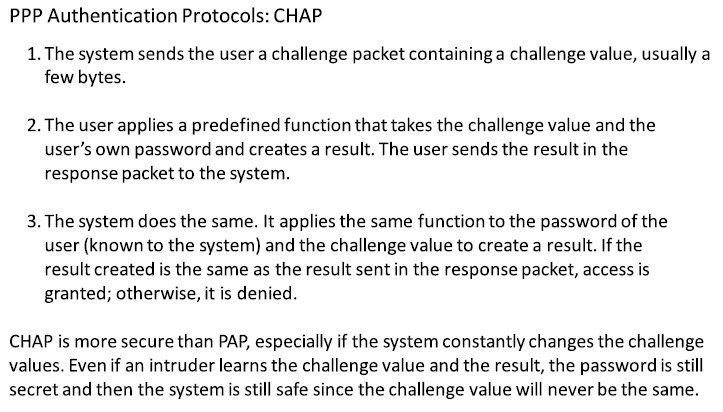 PPP Authentication Protocols: CHAP
1. The system sends the user a challenge packet containing a challenge value, usually a
few bytes.
2. The user applies a predefined function that takes the challenge value and the
user’s own password and creates a result. The user sends the result in the
response packet to the system.
3. The system does the same. It applies the same function to the password of the
user (known to the system) and the challenge value to create a result. If the
result created is the same as the result sent in the response packet, access is
granted; otherwise, it is denied.
CHAP is more secure than PAP, especially if the system constantly changes the challenge
values. Even if an intruder learns the challenge value and the result, the password is still
secret and then the system is still safe since the challenge value will never be the same.